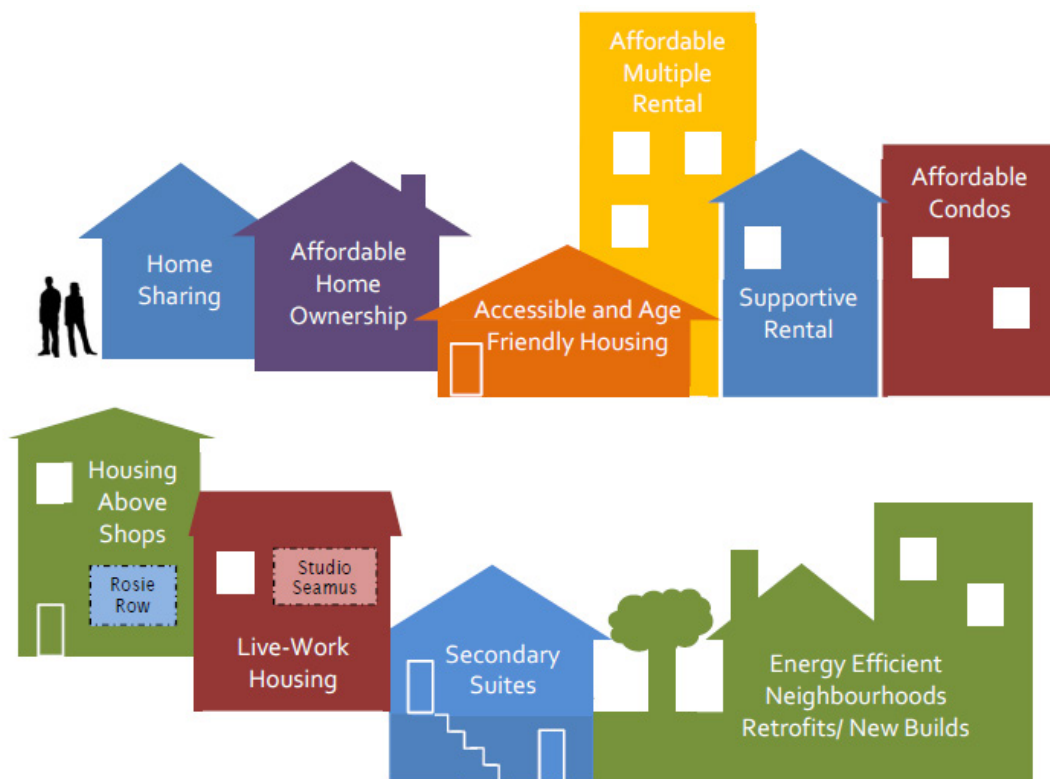 Affordable
Multiple
Rental
Home
Sharing
Affordable
Home
Ownership
Accessible and Age
Friendly Housing
Supportive
Rental
Affordable
Condos
Housing
Above
Shops
Rosie
Row
Studio
Seamus
Live-Work
Housing
Secondary
Suites
Energy Efficient
Neighbourhoods
Retrofits/ New Builds